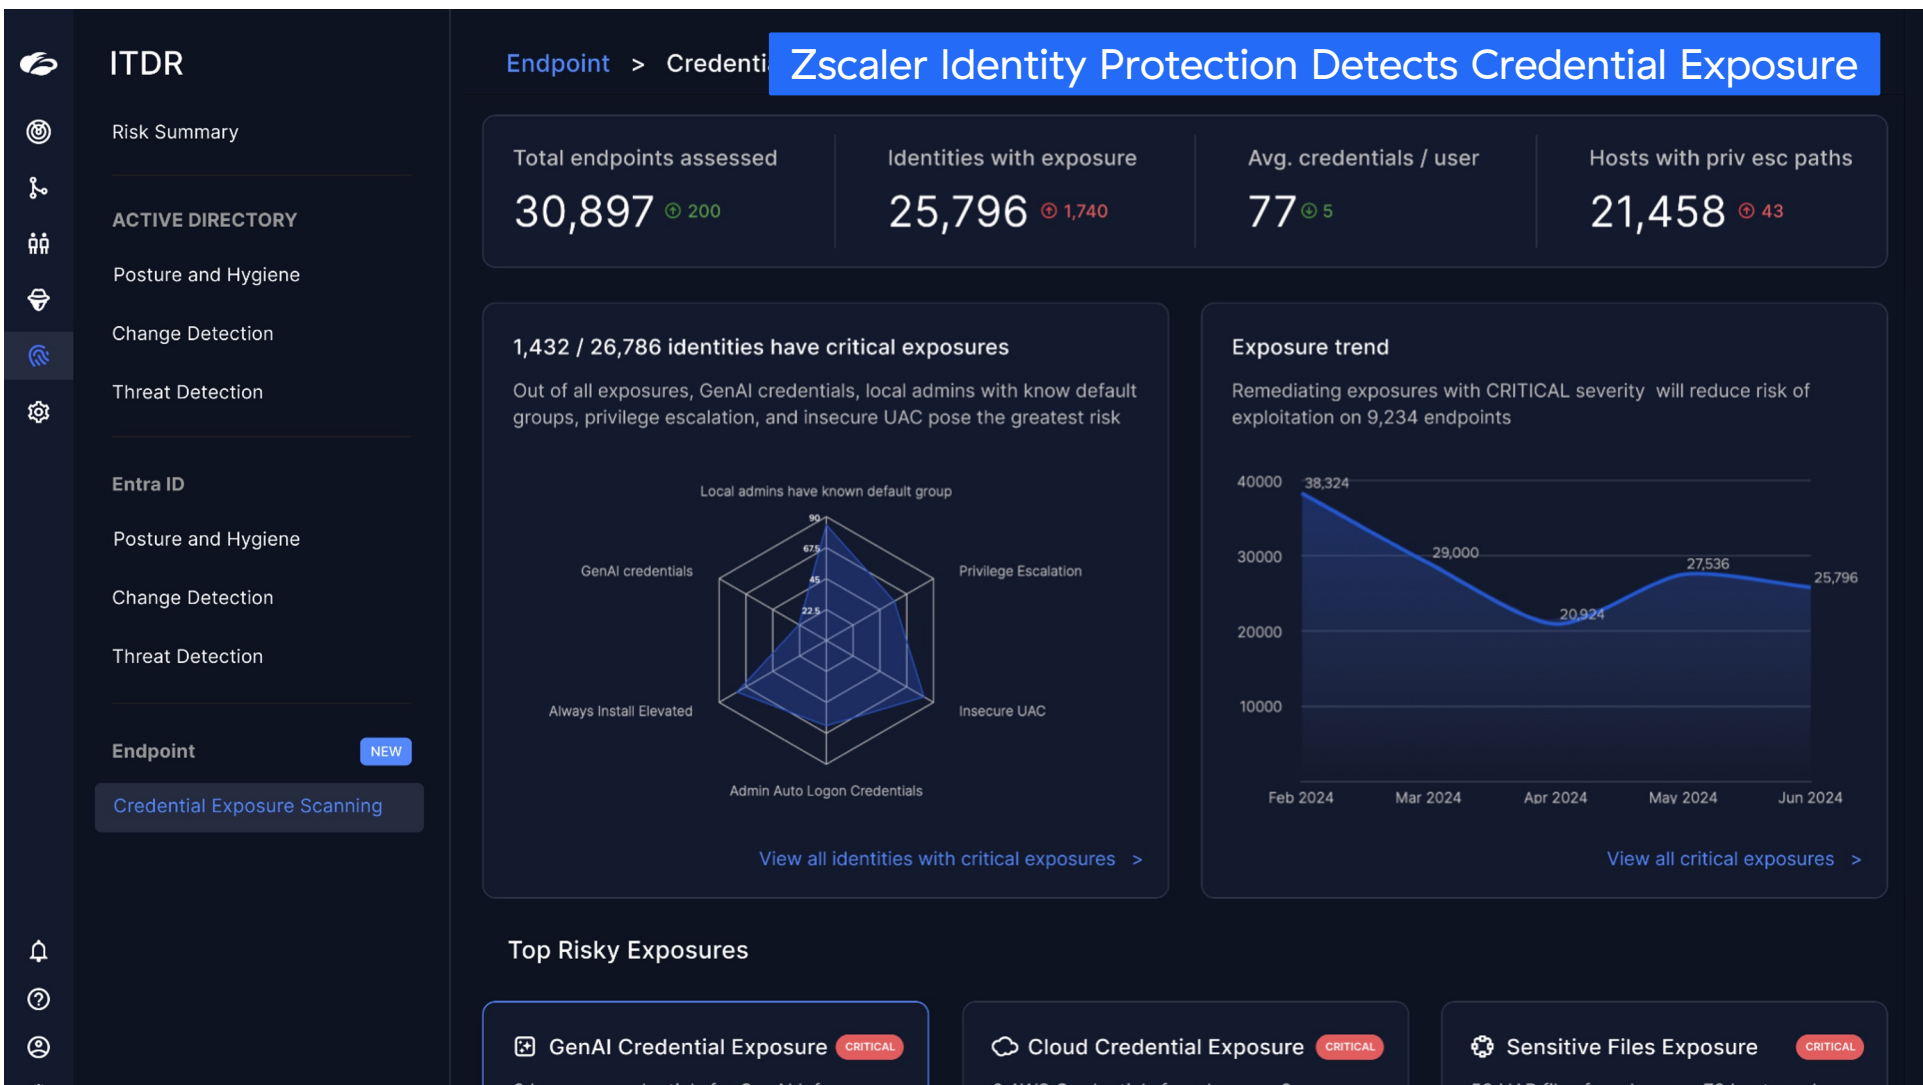 ITDR
Endpoint > Credenti
Zscaler Identity Protection Detects Credential Exposure
Risk Summary
ACTIVE DIRECTORY
Posture and Hygiene
Change Detection
Threat Detection
Entra ID
Posture and Hygiene
Change Detection
Threat Detection
Endpoint NEW
Credential Exposure Scanning
Total endpoints assessed
30,897 200
Identities with exposure
25,796 1,740
Avg. credentials / user
77 5
Hosts with priv esc paths
21,458 43
1,432 / 26,786 identities have critical exposures
Out of all exposures, GenAI credentials, local admins with know default
groups, privilege escalation, and insecure UAC pose the greatest risk
Local admins have known default group
90
67.5
45
22.5
GenAI credentials
Privilege Escalation
Always Install Elevated
Insecure UAC
Admin Auto Logon Credentials
View all identities with critical exposures >
Exposure trend
Remediating exposures with CRITICAL severity will reduce risk of
exploitation on 9,234 endpoints
40000
30000
20000
10000
38,324
29,000
20,924
27,536
25,796
Feb 2024
Mar 2024
Apr 2024
May 2024
Jun 2024
View all critical exposures >
Top Risky Exposures
GenAI Credential Exposure CRITICAL
Cloud Credential Exposure CRITICAL
Sensitive Files Exposure CRITICAL